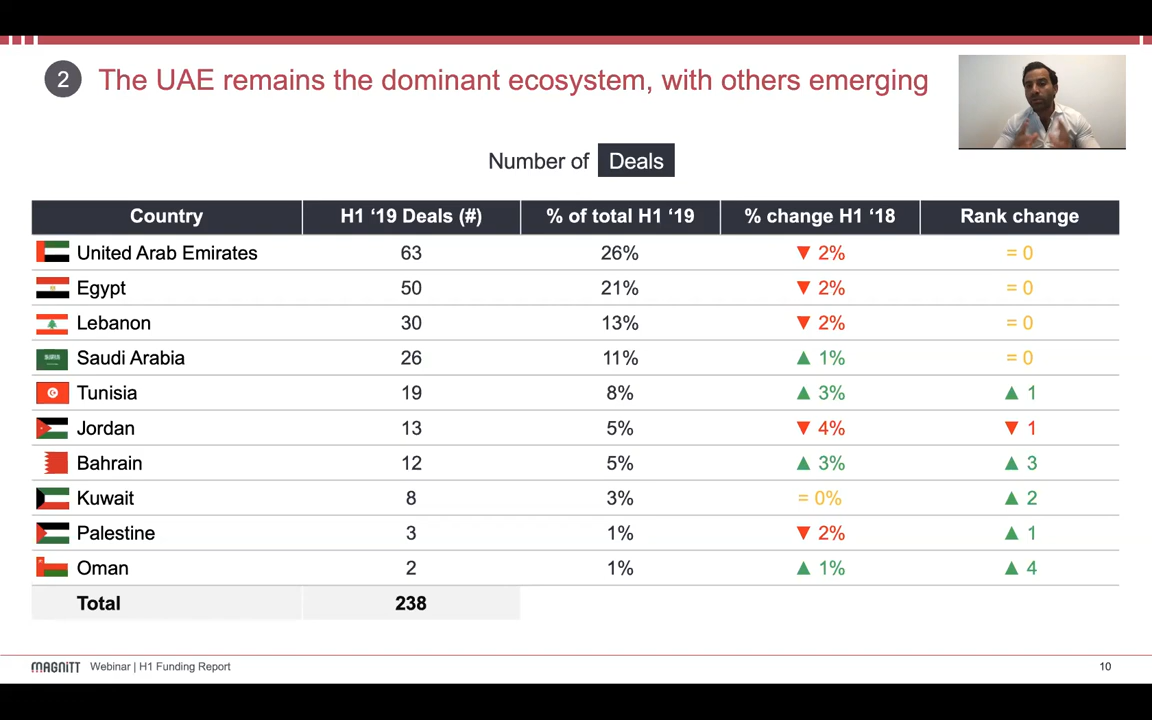 2 The UAE remains the dominant ecosystem, with others emerging
Number of Deals
Country H1 ‘19 Deals (#) % of total H1 ‘19 % change H1 ‘18 Rank change
United Arab Emirates 63 26% ▼ 2% = 0
Egypt 50 21% ▼ 2% = 0
Lebanon 30 13% ▼ 2% = 0
Saudi Arabia 26 11% ▲ 1% = 0
Tunisia 19 8% ▲ 3% ▲ 1
Jordan 13 5% ▼ 4% ▼ 1
Bahrain 12 5% ▲ 3% ▲ 3
Kuwait 8 3% = 0% ▲ 2
Palestine 3 1% ▼ 2% ▲ 1
Oman 2 1% ▲ 1% ▲ 4
Total 238
MAGNiTT Webinar | H1 Funding Report 10